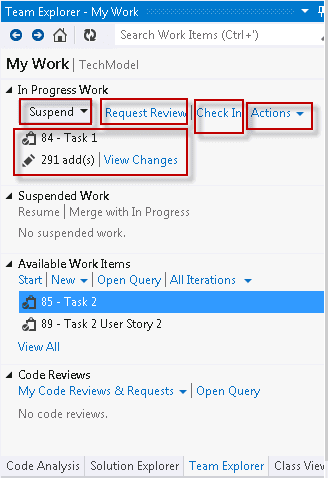 Team Explorer - My Work
Search Work Items (Ctrl+')
My Work | TechModel
In Progress Work
Suspend | Request Review | Check In | Actions
84 - Task 1
291 add(s) | View Changes
Suspended Work
Resume | Merge with In Progress
No suspended work.
Available Work Items
Start | New | Open Query | All Iterations
85 - Task 2
89 - Task 2 User Story 2
View All
Code Reviews
My Code Reviews & Requests | Open Query
No code reviews.
Code Analysis | Solution Explorer | Team Explorer | Class View